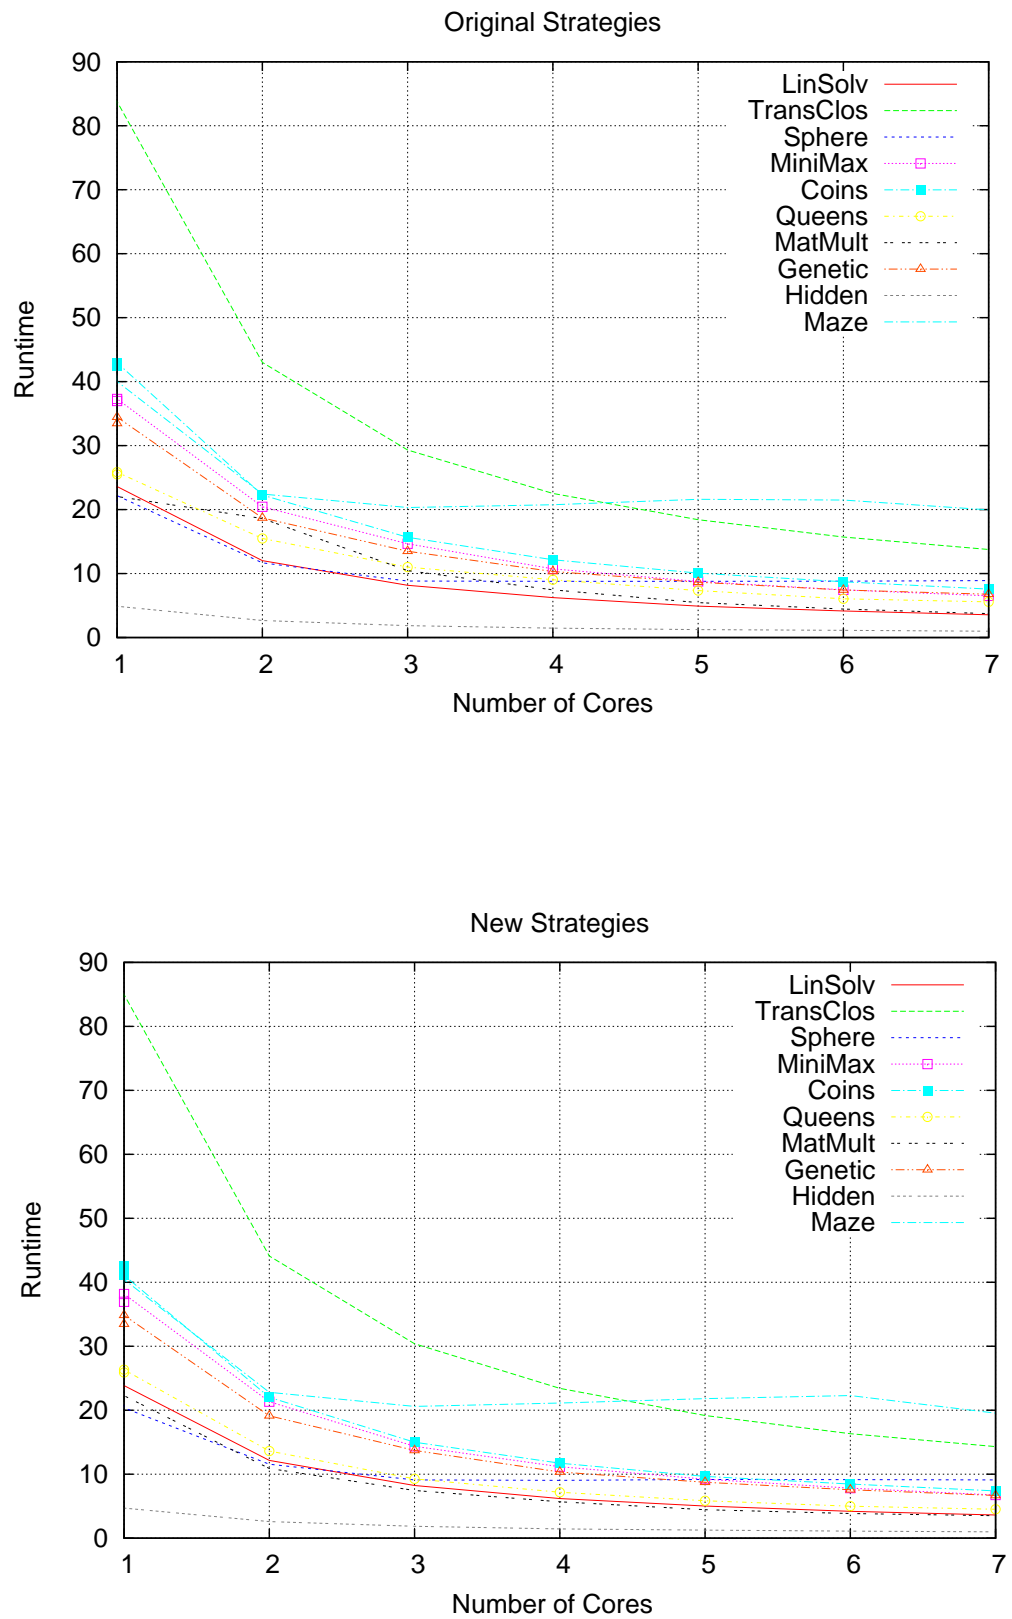 Original Strategies
90
80
70
60
50
40
30
20
10
0
Runtime
LinSolv
TransClos
Sphere
MiniMax
Coins
Queens
MatMult
Genetic
Hidden
Maze
1 2 3 4 5 6 7
Number of Cores
New Strategies
90
80
70
60
50
40
30
20
10
0
Runtime
LinSolv
TransClos
Sphere
MiniMax
Coins
Queens
MatMult
Genetic
Hidden
Maze
1 2 3 4 5 6 7
Number of Cores